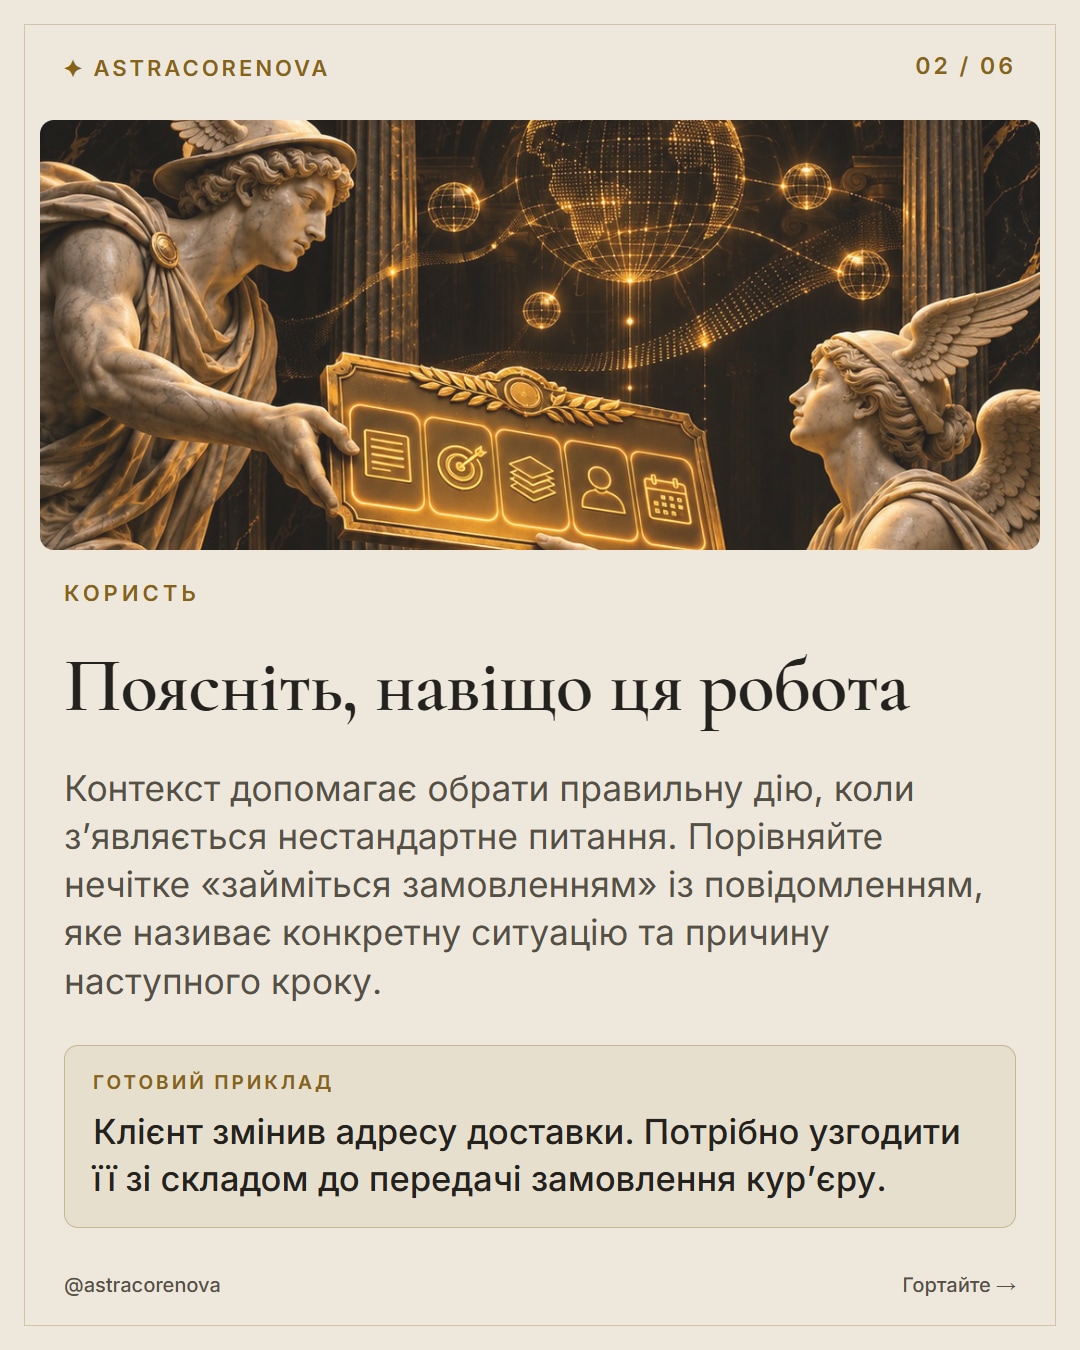 ✦ ASTRACORENOVA
02 / 06
КОРИСТЬ
Поясніть, навіщо ця робота
Контекст допомагає обрати правильну дію, коли
з’являється нестандартне питання. Порівняйте
нечітке «займіться замовленням» із повідомленням,
яке називає конкретну ситуацію та причину
наступного кроку.
ГОТОВИЙ ПРИКЛАД
Клієнт змінив адресу доставки. Потрібно узгодити
її зі складом до передачі замовлення кур’єру.
@astracorenova
Гортайте →